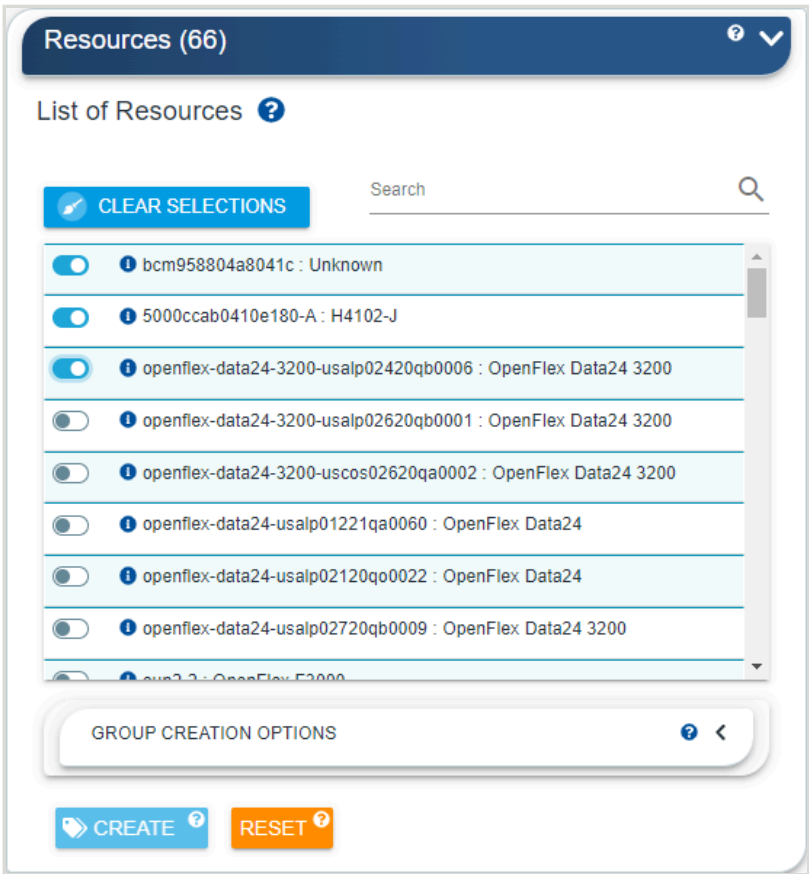 Resources (66)
List of Resources
CLEAR SELECTIONS
Search
bcm958804a8041c : Unknown
5000ccab0410e180-A : H4102-J
openflex-data24-3200-usalp02420qb0006 : OpenFlex Data24 3200
openflex-data24-3200-usalp02620qb0001 : OpenFlex Data24 3200
openflex-data24-3200-uscos02620qa0002 : OpenFlex Data24 3200
openflex-data24-usalp01221qa0060 : OpenFlex Data24
openflex-data24-usalp02120qo0022 : OpenFlex Data24
openflex-data24-usalp02720qb0009 : OpenFlex Data24 3200
: OpenFlex
GROUP CREATION OPTIONS
CREATE
RESET